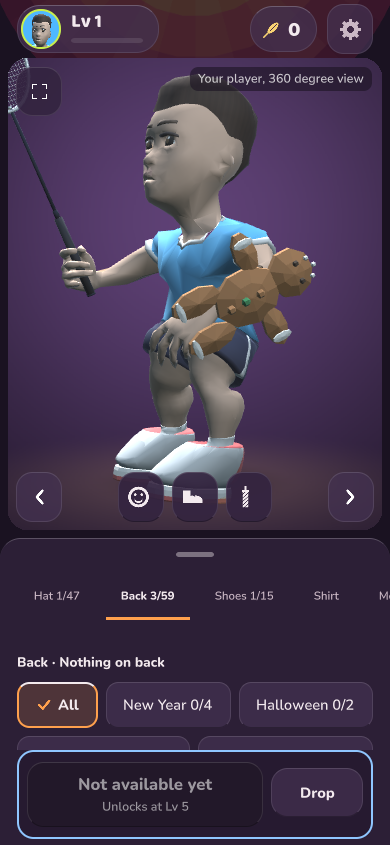 Lv 1
0
Your player, 360 degree view
Hat 1/47
Back 3/59
Shoes 1/15
Shirt
Back · Nothing on back
All
New Year 0/4
Halloween 0/2
Not available yet
Unlocks at Lv 5
Drop